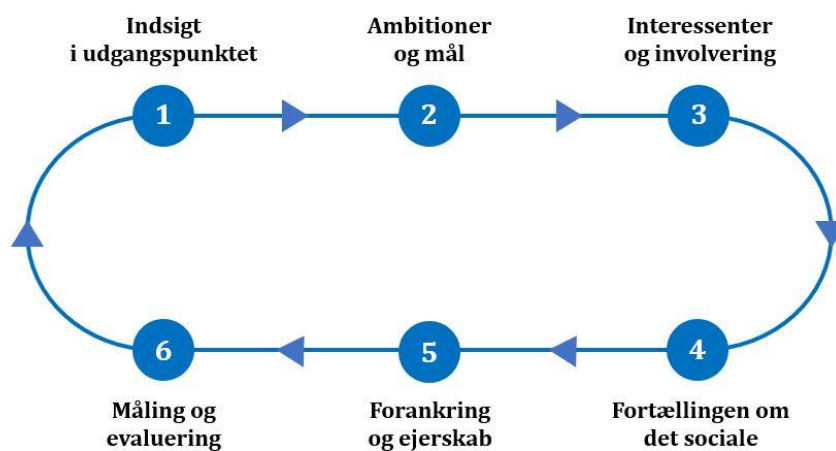 Indsigt
i udgangspunktet
Ambitioner
og mål
Interessenter
og involvering
1
2
3
6
5
4
Måling og
evaluering
Forankring
og ejerskab
Fortællingen om
det sociale